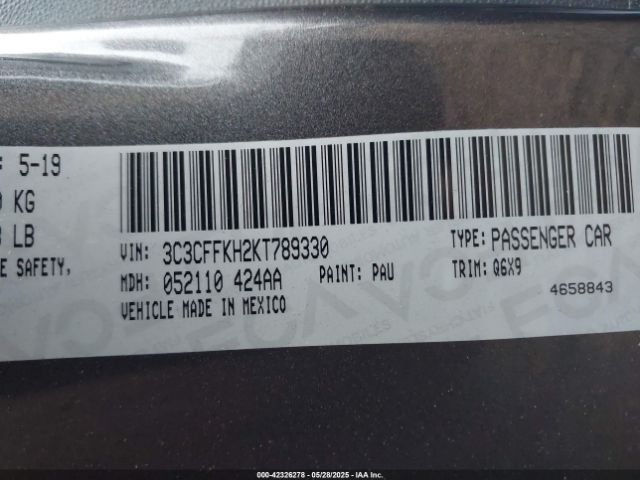 : 5-19
KG
LB
E SAFETY,
VIN: 3C3CFFKH2KT789330
TYPE: PASSENGER CAR
MDH: 052110 424AA
PAINT: PAU
TRIM: Q6X9
VEHICLE MADE IN MEXICO
4658843
000-42326278 - 05/28/2025 - IAAI, Inc.